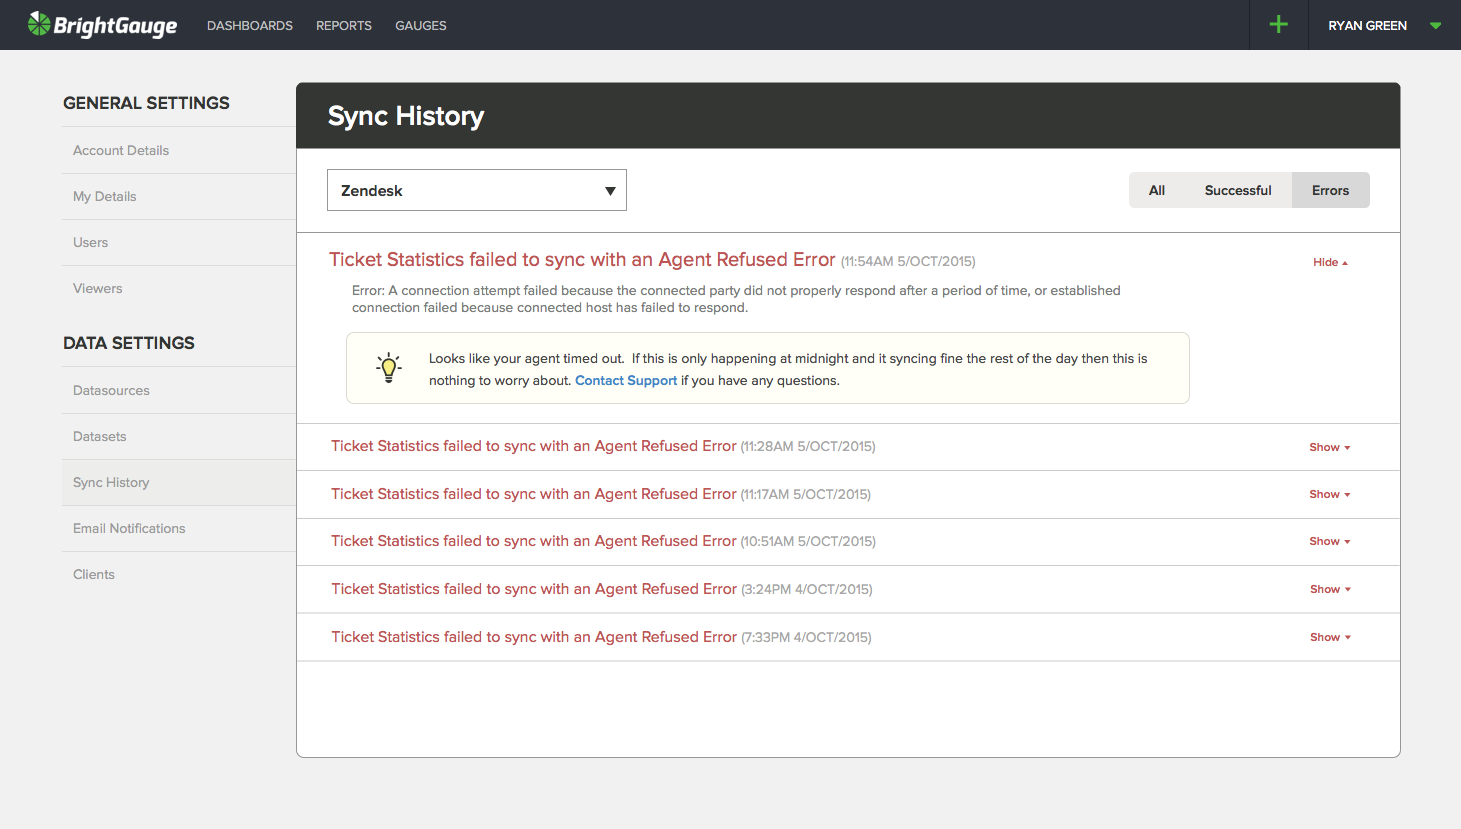 BrightGauge DASHBOARDS REPORTS GAUGES + RYAN GREEN
GENERAL SETTINGS
Account Details
My Details
Users
Viewers
DATA SETTINGS
Datasources
Datasets
Sync History
Email Notifications
Clients
Sync History
Zendesk
All Successful Errors
Ticket Statistics failed to sync with an Agent Refused Error (11:54AM 5/OCT/2015) Hide
Error: A connection attempt failed because the connected party did not properly respond after a period of time, or established
connection failed because connected host has failed to respond.
Looks like your agent timed out. If this is only happening at midnight and it syncing fine the rest of the day then this is
nothing to worry about. Contact Support if you have any questions.
Ticket Statistics failed to sync with an Agent Refused Error (11:28AM 5/OCT/2015) Show
Ticket Statistics failed to sync with an Agent Refused Error (11:17AM 5/OCT/2015) Show
Ticket Statistics failed to sync with an Agent Refused Error (10:51AM 5/OCT/2015) Show
Ticket Statistics failed to sync with an Agent Refused Error (3:24PM 4/OCT/2015) Show
Ticket Statistics failed to sync with an Agent Refused Error (7:33PM 4/OCT/2015) Show